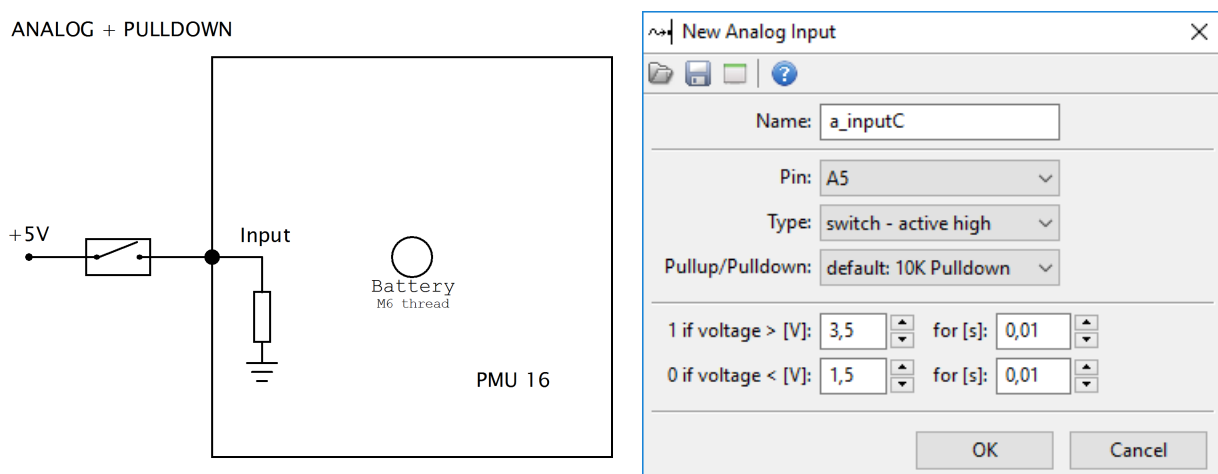 ANALOG + PULLDOWN
+5V
Input
Battery
M6 thread
PMU 16
New Analog Input
Name: a_inputC
Pin: A5
Type: switch - active high
Pullup/Pulldown: default: 10K Pulldown
1 if voltage > [V]: 3,5 for [s]: 0,01
0 if voltage < [V]: 1,5 for [s]: 0,01
OK Cancel